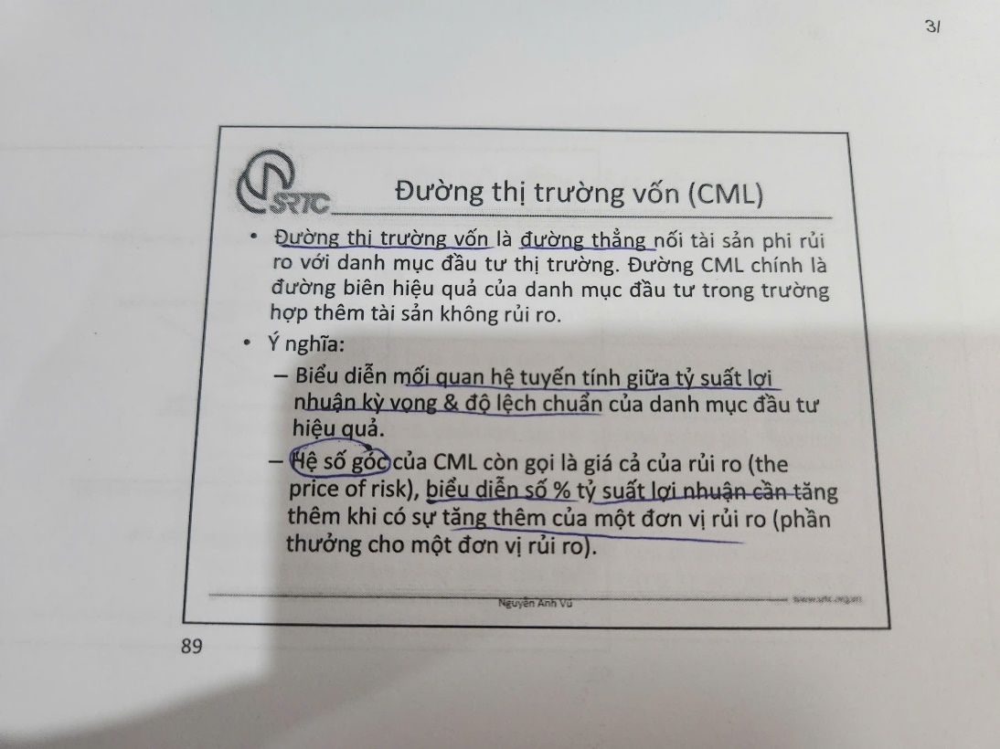 31
SRTC
Đường thị trường vốn (CML)
• Đường thị trường vốn là đường thẳng nối tài sản phi rủi
ro với danh mục đầu tư thị trường. Đường CML chính là
đường biên hiệu quả của danh mục đầu tư trong trường
hợp thêm tài sản không rủi ro.
• Ý nghĩa:
– Biểu diễn mối quan hệ tuyến tính giữa tỷ suất lợi
nhuận kỳ vọng & độ lệch chuẩn của danh mục đầu tư
hiệu quả.
– Hệ số góc của CML còn gọi là giá cả của rủi ro (the
price of risk), biểu diễn số % tỷ suất lợi nhuận cần tăng
thêm khi có sự tăng thêm của một đơn vị rủi ro (phần
thưởng cho một đơn vị rủi ro).
Nguyễn Anh Vũ
www.srtc.org.vn
89